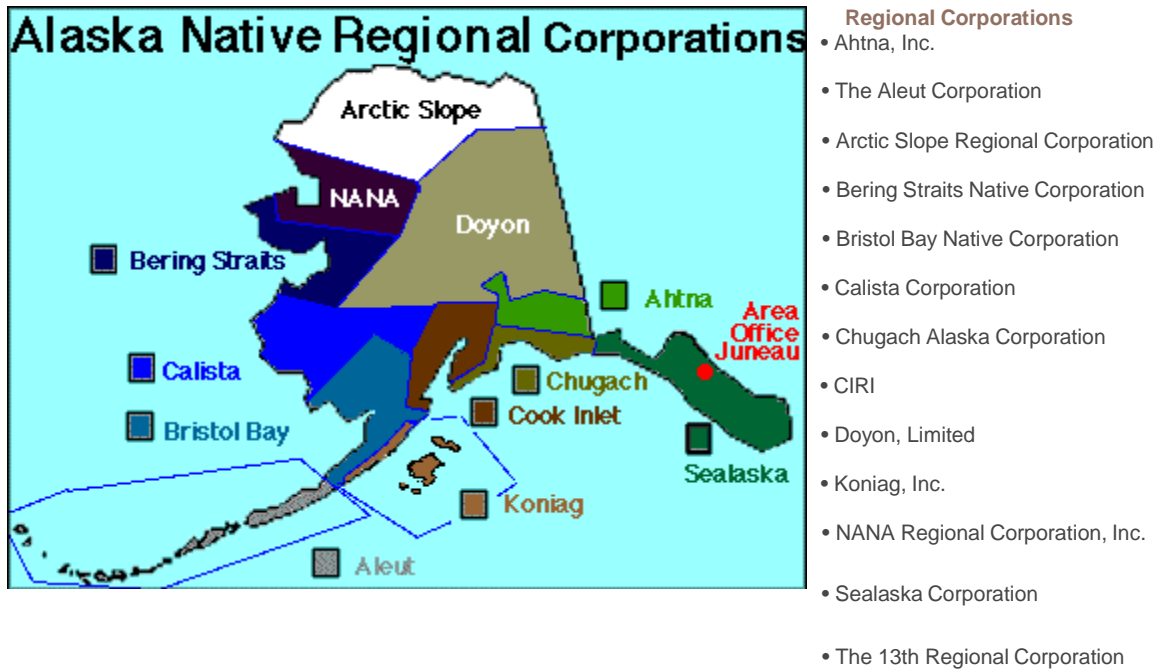 Alaska Native Regional Corporations
Arctic Slope
NANA
Doyon
Bering Straits
Ahtna
Area
Office
Juneau
Calista
Chugach
Cook Inlet
Bristol Bay
Sealaska
Koniag
Aleut
Regional Corporations
• Ahtna, Inc.
• The Aleut Corporation
• Arctic Slope Regional Corporation
• Bering Straits Native Corporation
• Bristol Bay Native Corporation
• Calista Corporation
• Chugach Alaska Corporation
• CIRI
• Doyon, Limited
• Koniag, Inc.
• NANA Regional Corporation, Inc.
• Sealaska Corporation
• The 13th Regional Corporation